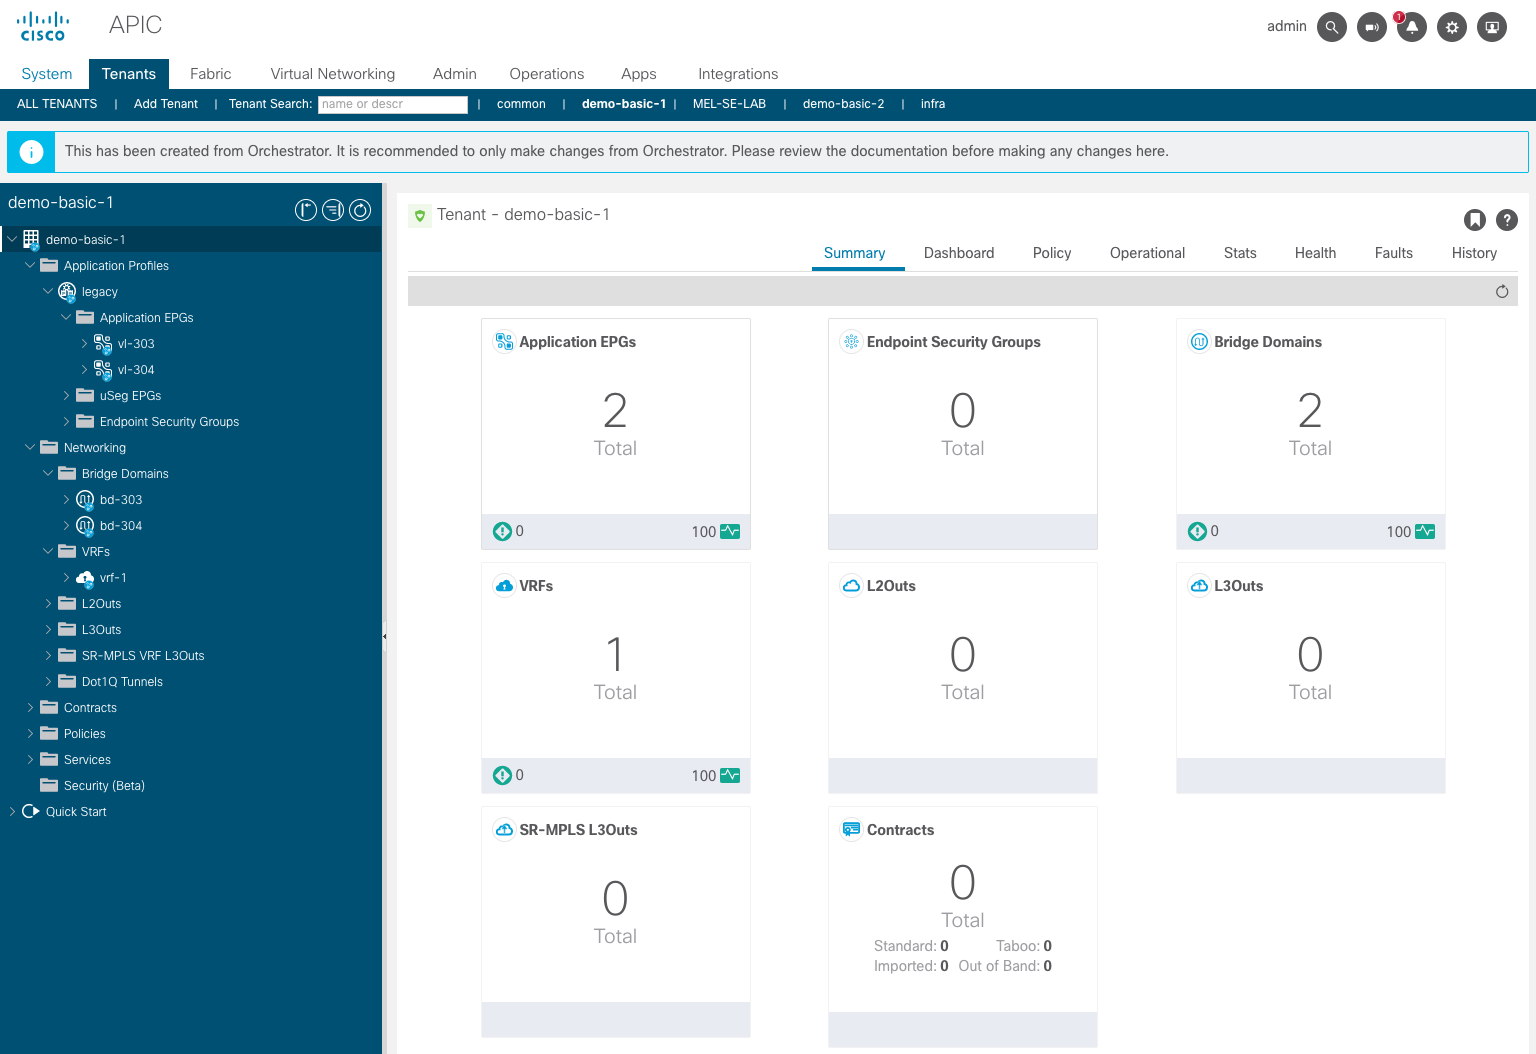 CISCO
APIC
admin
1
System Tenants Fabric Virtual Networking Admin Operations Apps Integrations
ALL TENANTS | Add Tenant | Tenant Search: name or descr | common | demo-basic-1 | MEL-SE-LAB | demo-basic-2 | infra
This has been created from Orchestrator. It is recommended to only make changes from Orchestrator. Please review the documentation before making any changes here.
demo-basic-1
demo-basic-1
Application Profiles
legacy
Application EPGs
vl-303
vl-304
uSeg EPGs
Endpoint Security Groups
Networking
Bridge Domains
bd-303
bd-304
VRFs
vrf-1
L2Outs
L3Outs
SR-MPLS VRF L3Outs
Dot1Q Tunnels
Contracts
Policies
Services
Security (Beta)
Quick Start
Tenant - demo-basic-1
?
Summary Dashboard Policy Operational Stats Health Faults History
Application EPGs
2
Total
0 100
Endpoint Security Groups
0
Total
Bridge Domains
2
Total
0 100
VRFs
1
Total
0 100
L2Outs
0
Total
L3Outs
0
Total
SR-MPLS L3Outs
0
Total
Contracts
0
Total
Standard: 0 Taboo: 0
Imported: 0 Out of Band: 0